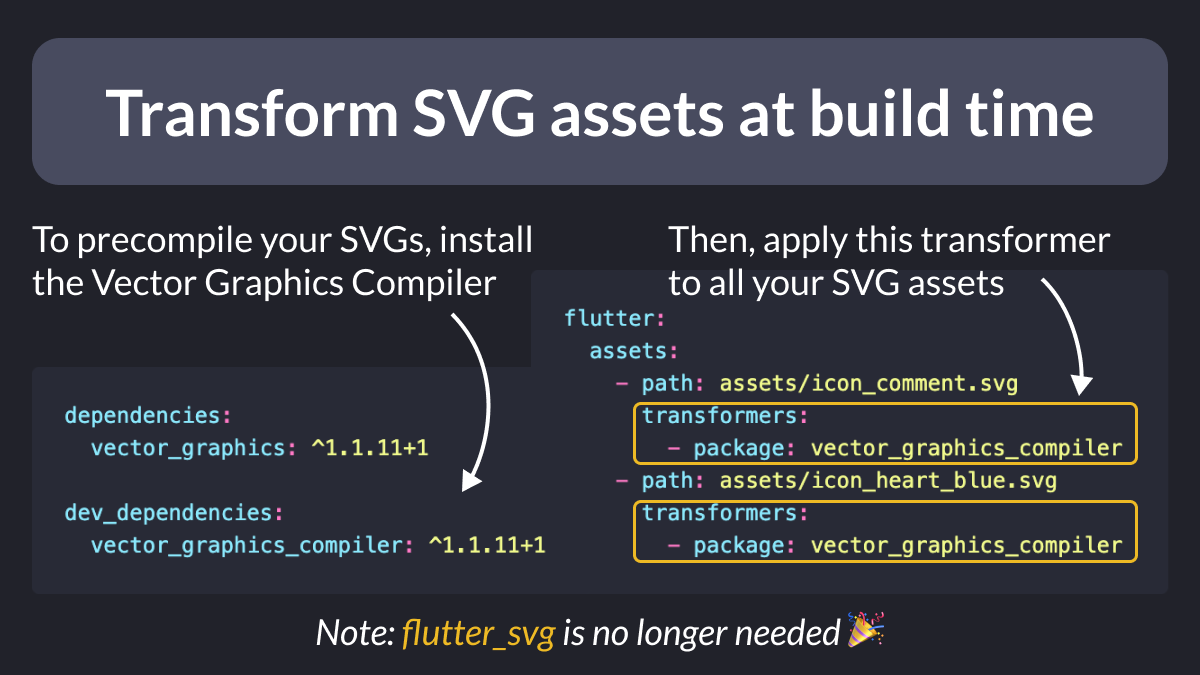 Transform SVG assets at build time
To precompile your SVGs, install
the Vector Graphics Compiler
dependencies:
  vector_graphics: ^1.1.11+1
dev_dependencies:
  vector_graphics_compiler: ^1.1.11+1
Then, apply this transformer
to all your SVG assets
flutter:
  assets:
    - path: assets/icon_comment.svg
      transformers:
        - package: vector_graphics_compiler
    - path: assets/icon_heart_blue.svg
      transformers:
        - package: vector_graphics_compiler
Note: flutter_svg is no longer needed 🎉